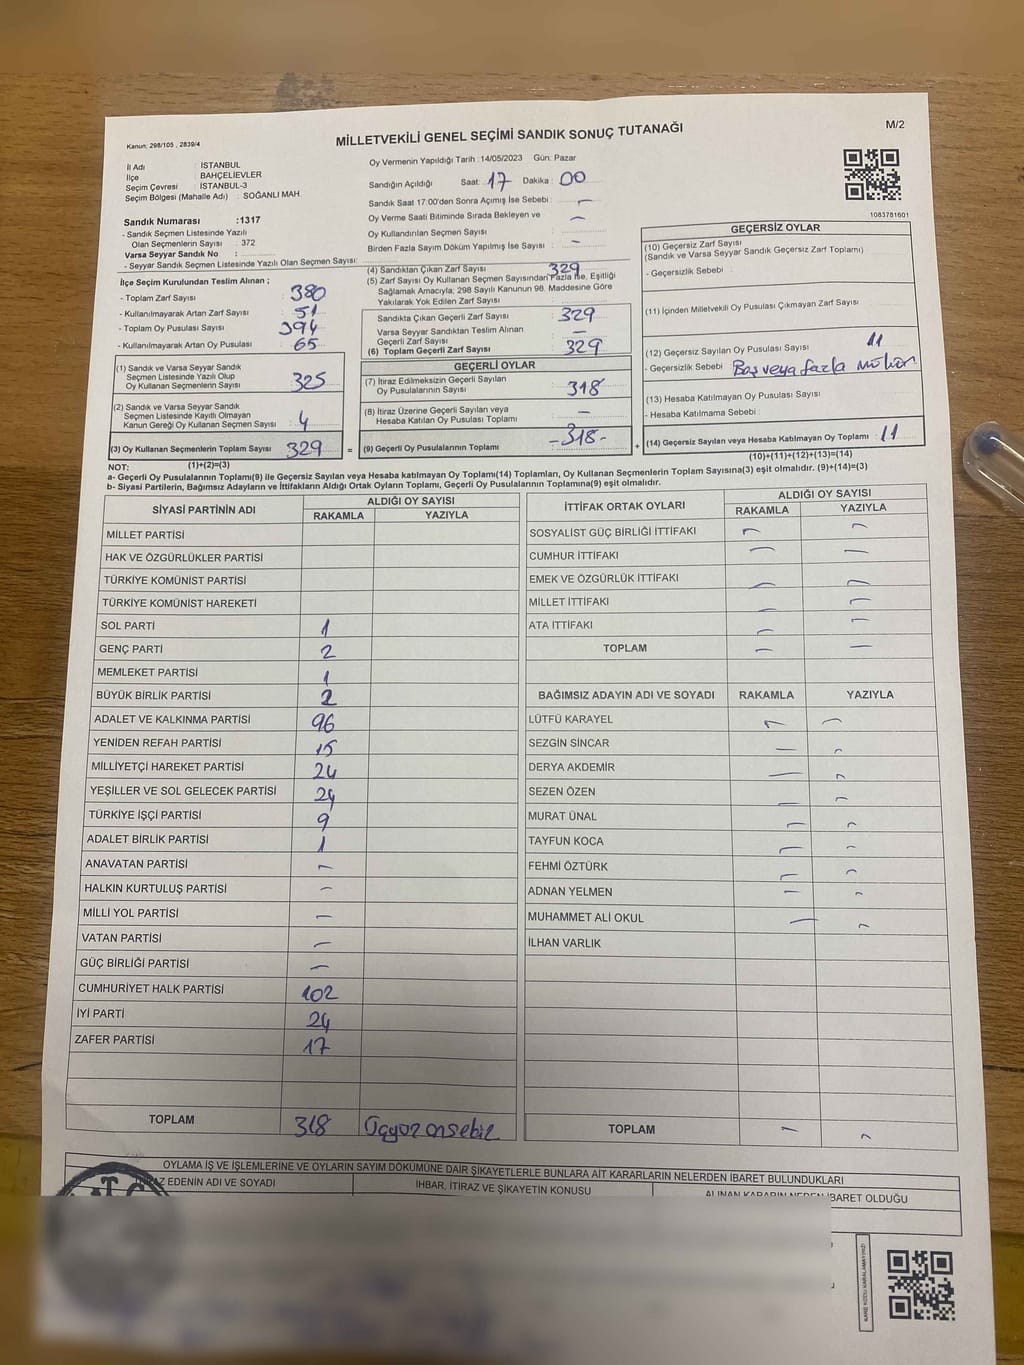 M/2
MİLLETVEKİLİ GENEL SEÇİMİ SANDIK SONUÇ TUTANAĞI
Kanun: 298/105 , 2839/4
İl Adı : İSTANBUL
İlçe : BAHÇELİEVLER
Seçim Çevresi : İSTANBUL-3
Seçim Bölgesi (Mahalle Adı) : SOĞANLI MAH.
Sandık Numarası :1317
- Sandık Seçmen Listesinde Yazılı
Olan Seçmenlerin Sayısı : 372
Varsa Seyyar Sandık No :
- Seyyar Sandık Seçmen Listesinde Yazılı Olan Seçmen Sayısı:
Oy Vermenin Yapıldığı Tarih :14/05/2023 Gün: Pazar
Sandığın Açıldığı Saat: 17 Dakika : 00
Sandık Saat 17:00'den Sonra Açımış İse Sebebi : -
Oy Verme Saati Bitiminde Sırada Bekleyen ve -
Oy Kullandırılan Seçmen Sayısı :
Birden Fazla Sayım Döküm Yapılmış İse Sayısı : -
1083781601
İlçe Seçim Kurulundan Teslim Alınan ;
- Toplam Zarf Sayısı : 380
- Kullanılmayarak Artan Zarf Sayısı : 51
- Toplam Oy Pusulası Sayısı : 394
- Kullanılmayarak Artan Oy Pusulası : 65
(1) Sandık ve Varsa Seyyar Sandık
Seçmen Listesinde Yazılı Olup
Oy Kullanan Seçmenlerin Sayısı : 325
(2) Sandık ve Varsa Seyyar Sandık
Seçmen Listesinde Kayıtlı Olmayan
Kanun Gereği Oy Kullanan Seçmen Sayısı : 4
(3) Oy Kullanan Seçmenlerin Toplam Sayısı : 329
(1)+(2)=(3)
(4) Sandıktan Çıkan Zarf Sayısı : 329
(5) Zarf Sayısı Oy Kullanan Seçmen Sayısından Fazla İse, Eşitliği
Sağlamak Amacıyla; 298 Sayılı Kanunun 98. Maddesine Göre
Yakılarak Yok Edilen Zarf Sayısı :
Sandıkta Çıkan Geçerli Zarf Sayısı : 329
Varsa Seyyar Sandıktan Teslim Alınan
Geçerli Zarf Sayısı : -
(6) Toplam Geçerli Zarf Sayısı : 329
GEÇERLİ OYLAR
(7) İtiraz Edilmeksizin Geçerli Sayılan
Oy Pusulalarının Sayısı : 318
(8) İtiraz Üzerine Geçerli Sayılan veya
Hesaba Katılan Oy Pusulaları Toplamı : -
= (9) Geçerli Oy Pusulalarının Toplamı : -318-
GEÇERSİZ OYLAR
(10) Geçersiz Zarf Sayısı :
(Sandık ve Varsa Seyyar Sandık Geçersiz Zarf Toplamı)
- Geçersizlik Sebebi :
(11) İçinden Milletvekili Oy Pusulası Çıkmayan Zarf Sayısı :
(12) Geçersiz Sayılan Oy Pusulası Sayısı : 11
- Geçersizlik Sebebi : Boş veya fazla mühür
(13) Hesaba Katılmayan Oy Pusulası Sayısı :
- Hesaba Katılmama Sebebi :
+ (14) Geçersiz Sayılan veya Hesaba Katılmayan Oy Toplamı : 11
(10)+(11)+(12)+(13)=(14)
NOT:
a- Geçerli Oy Pusulalarının Toplamı(9) ile Geçersiz Sayılan veya Hesaba katılmayan Oy Toplamı(14) Toplamları, Oy Kullanan Seçmenlerin Toplam Sayısına(3) eşit olmalıdır. (9)+(14)=(3)
b- Siyasi Partilerin, Bağımsız Adayların ve İttifakların Aldığı Ortak Oyların Toplamı, Geçerli Oy Pusulalarının Toplamına(9) eşit olmalıdır.
SİYASİ PARTİNİN ADI ALDIĞI OY SAYISI
RAKAMLA YAZIYLA
MİLLET PARTİSİ
HAK VE ÖZGÜRLÜKLER PARTİSİ
TÜRKİYE KOMÜNİST PARTİSİ
TÜRKİYE KOMÜNİST HAREKETİ
SOL PARTİ 1
GENÇ PARTİ 2
MEMLEKET PARTİSİ 1
BÜYÜK BİRLİK PARTİSİ 2
ADALET VE KALKINMA PARTİSİ 96
YENİDEN REFAH PARTİSİ 15
MİLLİYETÇİ HAREKET PARTİSİ 24
YEŞİLLER VE SOL GELECEK PARTİSİ 24
TÜRKİYE İŞÇİ PARTİSİ 9
ADALET BİRLİK PARTİSİ 1
ANAVATAN PARTİSİ -
HALKIN KURTULUŞ PARTİSİ -
MİLLİ YOL PARTİSİ -
VATAN PARTİSİ -
GÜÇ BİRLİĞİ PARTİSİ -
CUMHURİYET HALK PARTİSİ 102
İYİ PARTİ 24
ZAFER PARTİSİ 17
TOPLAM 318 Üçyüz onsekiz
İTTİFAK ORTAK OYLARI ALDIĞI OY SAYISI
RAKAMLA YAZIYLA
SOSYALİST GÜÇ BİRLİĞİ İTTİFAKI - -
CUMHUR İTTİFAKI - -
EMEK VE ÖZGÜRLÜK İTTİFAKI - -
MİLLET İTTİFAKI - -
ATA İTTİFAKI - -
TOPLAM - -
BAĞIMSIZ ADAYIN ADI VE SOYADI RAKAMLA YAZIYLA
LÜTFÜ KARAYEL - -
SEZGİN SİNCAR - -
DERYA AKDEMİR - -
SEZEN ÖZEN - -
MURAT ÜNAL - -
TAYFUN KOCA - -
FEHMİ ÖZTÜRK - -
ADNAN YELMEN - -
MUHAMMET ALİ OKUL - -
İLHAN VARLIK
TOPLAM - -
OYLAMA İŞ VE İŞLEMLERİNE VE OYLARIN SAYIM DÖKÜMÜNE DAİR ŞİKAYETLERLE BUNLARA AİT KARARLARIN NELERDEN İBARET BULUNDUKLARI
EDENİN ADI VE SOYADI İHBAR, İTİRAZ VE ŞİKAYETİN KONUSU ALINAN KARARIN NEDEN İBARET OLDUĞU